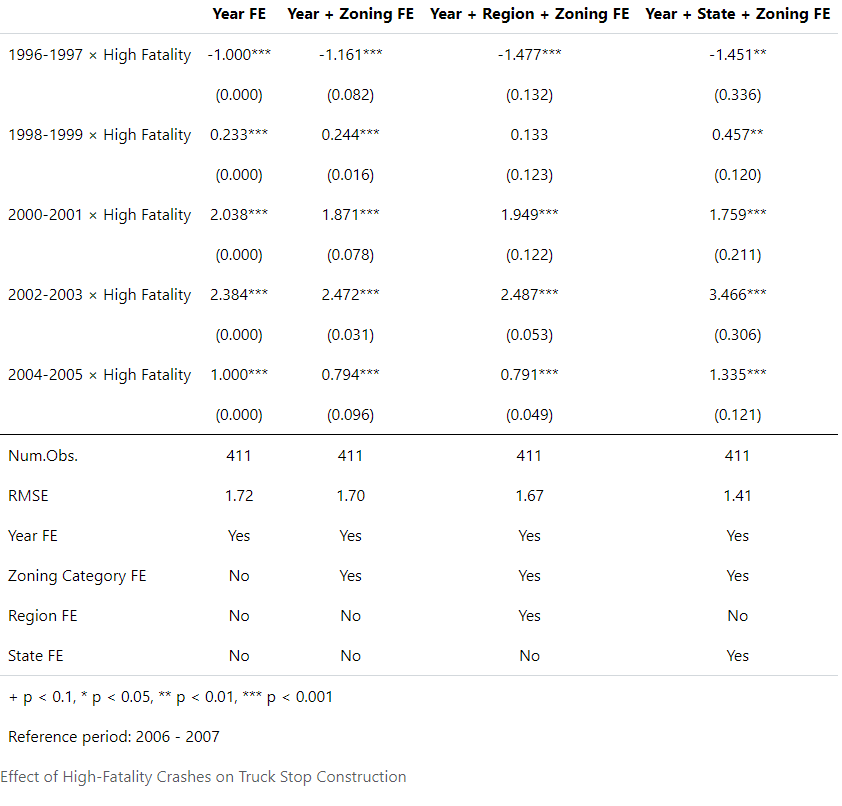 Year FE Year + Zoning FE Year + Region + Zoning FE Year + State + Zoning FE
1996-1997 × High Fatality -1.000*** -1.161*** -1.477*** -1.451**
(0.000) (0.082) (0.132) (0.336)
1998-1999 × High Fatality 0.233*** 0.244*** 0.133 0.457**
(0.000) (0.016) (0.123) (0.120)
2000-2001 × High Fatality 2.038*** 1.871*** 1.949*** 1.759***
(0.000) (0.078) (0.122) (0.211)
2002-2003 × High Fatality 2.384*** 2.472*** 2.487*** 3.466***
(0.000) (0.031) (0.053) (0.306)
2004-2005 × High Fatality 1.000*** 0.794*** 0.791*** 1.335***
(0.000) (0.096) (0.049) (0.121)
Num.Obs. 411 411 411 411
RMSE 1.72 1.70 1.67 1.41
Year FE Yes Yes Yes Yes
Zoning Category FE No Yes Yes Yes
Region FE No No Yes No
State FE No No No Yes
+ p < 0.1, * p < 0.05, ** p < 0.01, *** p < 0.001
Reference period: 2006 - 2007
Effect of High-Fatality Crashes on Truck Stop Construction